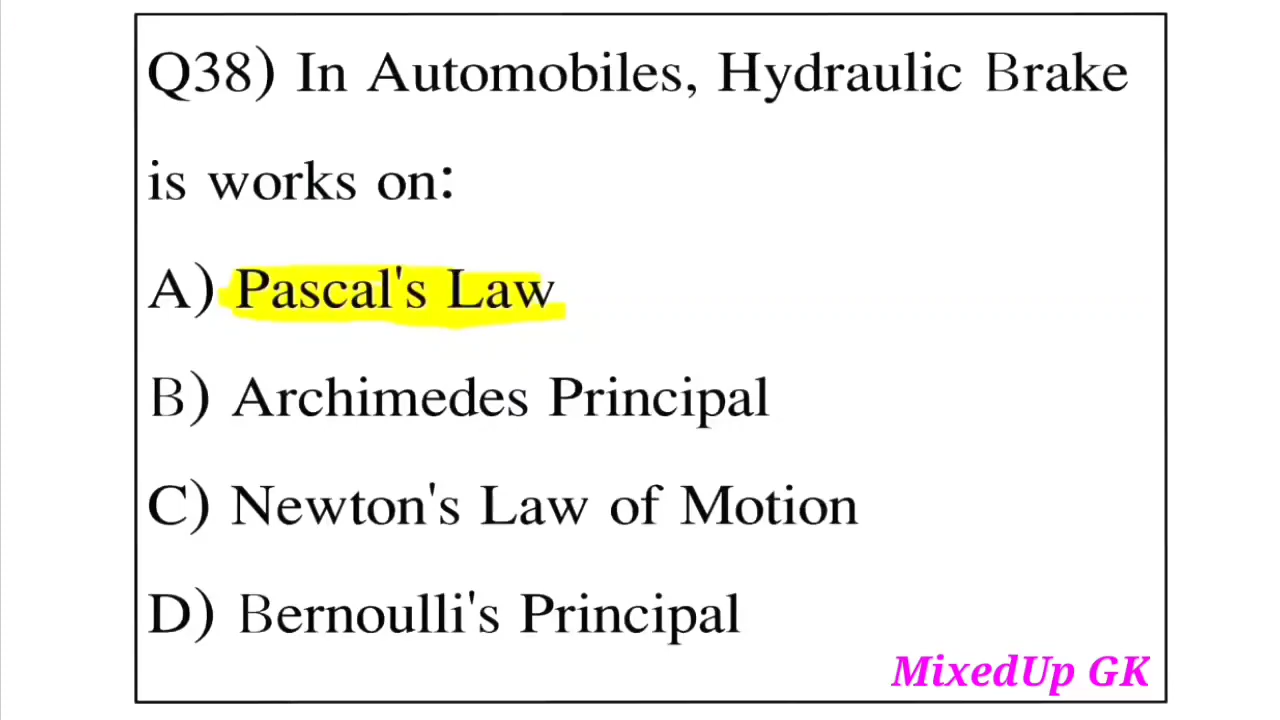 Q38) In Automobiles, Hydraulic Brake
is works on:
A) Pascal's Law
B) Archimedes Principal
C) Newton's Law of Motion
D) Bernoulli's Principal
MixedUp GK